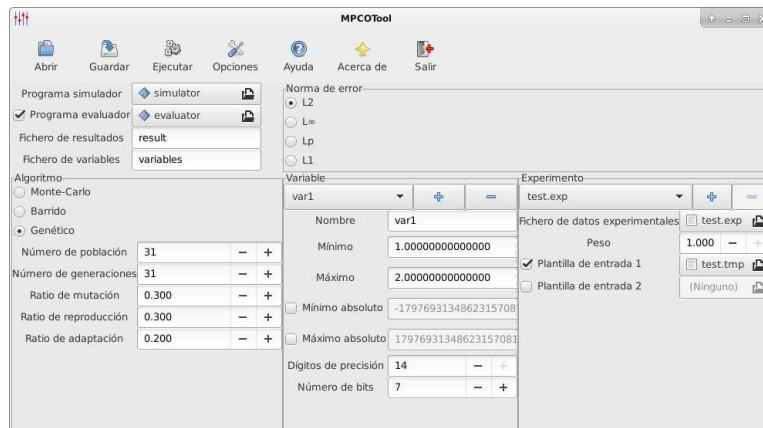 MPCOTool
Abrir Guardar Ejecutar Opciones Ayuda Acerca de Salir
Programa simulador simulator
Programa evaluador evaluator
Fichero de resultados result
Fichero de variables variables
Norma de error
L2
L∞
Lp
L1
Algoritmo
Monte-Carlo
Barrido
Genético
Número de población 31 − +
Número de generaciones 31 − +
Ratio de mutación 0.300 − +
Ratio de reproducción 0.300 − +
Ratio de adaptación 0.200 − +
Variable
var1
Nombre var1
Mínimo 1.00000000000000
Máximo 2.00000000000000
Mínimo absoluto -1797693134862315708
Máximo absoluto 17976931348623157081
Dígitos de precisión 14 − +
Número de bits 7 − +
Experimento
test.exp
Fichero de datos experimentales test.exp
Peso 1.000 − +
Plantilla de entrada 1 test.tmp
Plantilla de entrada 2 (Ninguno)